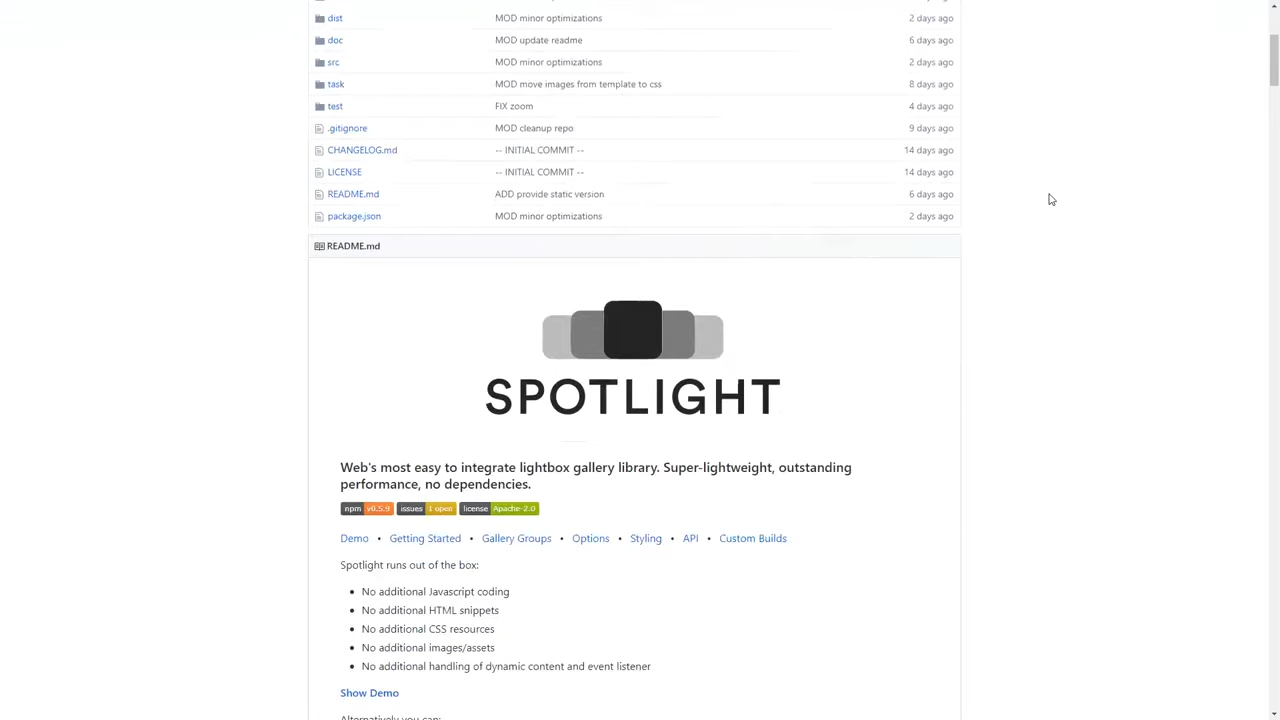 dist MOD minor optimizations 2 days ago
doc MOD update readme 6 days ago
src MOD minor optimizations 2 days ago
task MOD move images from template to css 8 days ago
test FIX zoom 4 days ago
.gitignore MOD cleanup repo 9 days ago
CHANGELOG.md -- INITIAL COMMIT -- 14 days ago
LICENSE -- INITIAL COMMIT -- 14 days ago
README.md ADD provide static version 6 days ago
package.json MOD minor optimizations 2 days ago
README.md
SPOTLIGHT
Web's most easy to integrate lightbox gallery library. Super-lightweight, outstanding
performance, no dependencies.
npm v0.5.9 issues 1 open license Apache-2.0
Demo • Getting Started • Gallery Groups • Options • Styling • API • Custom Builds
Spotlight runs out of the box:
• No additional Javascript coding
• No additional HTML snippets
• No additional CSS resources
• No additional images/assets
• No additional handling of dynamic content and event listener
Show Demo
Alternatively you can: